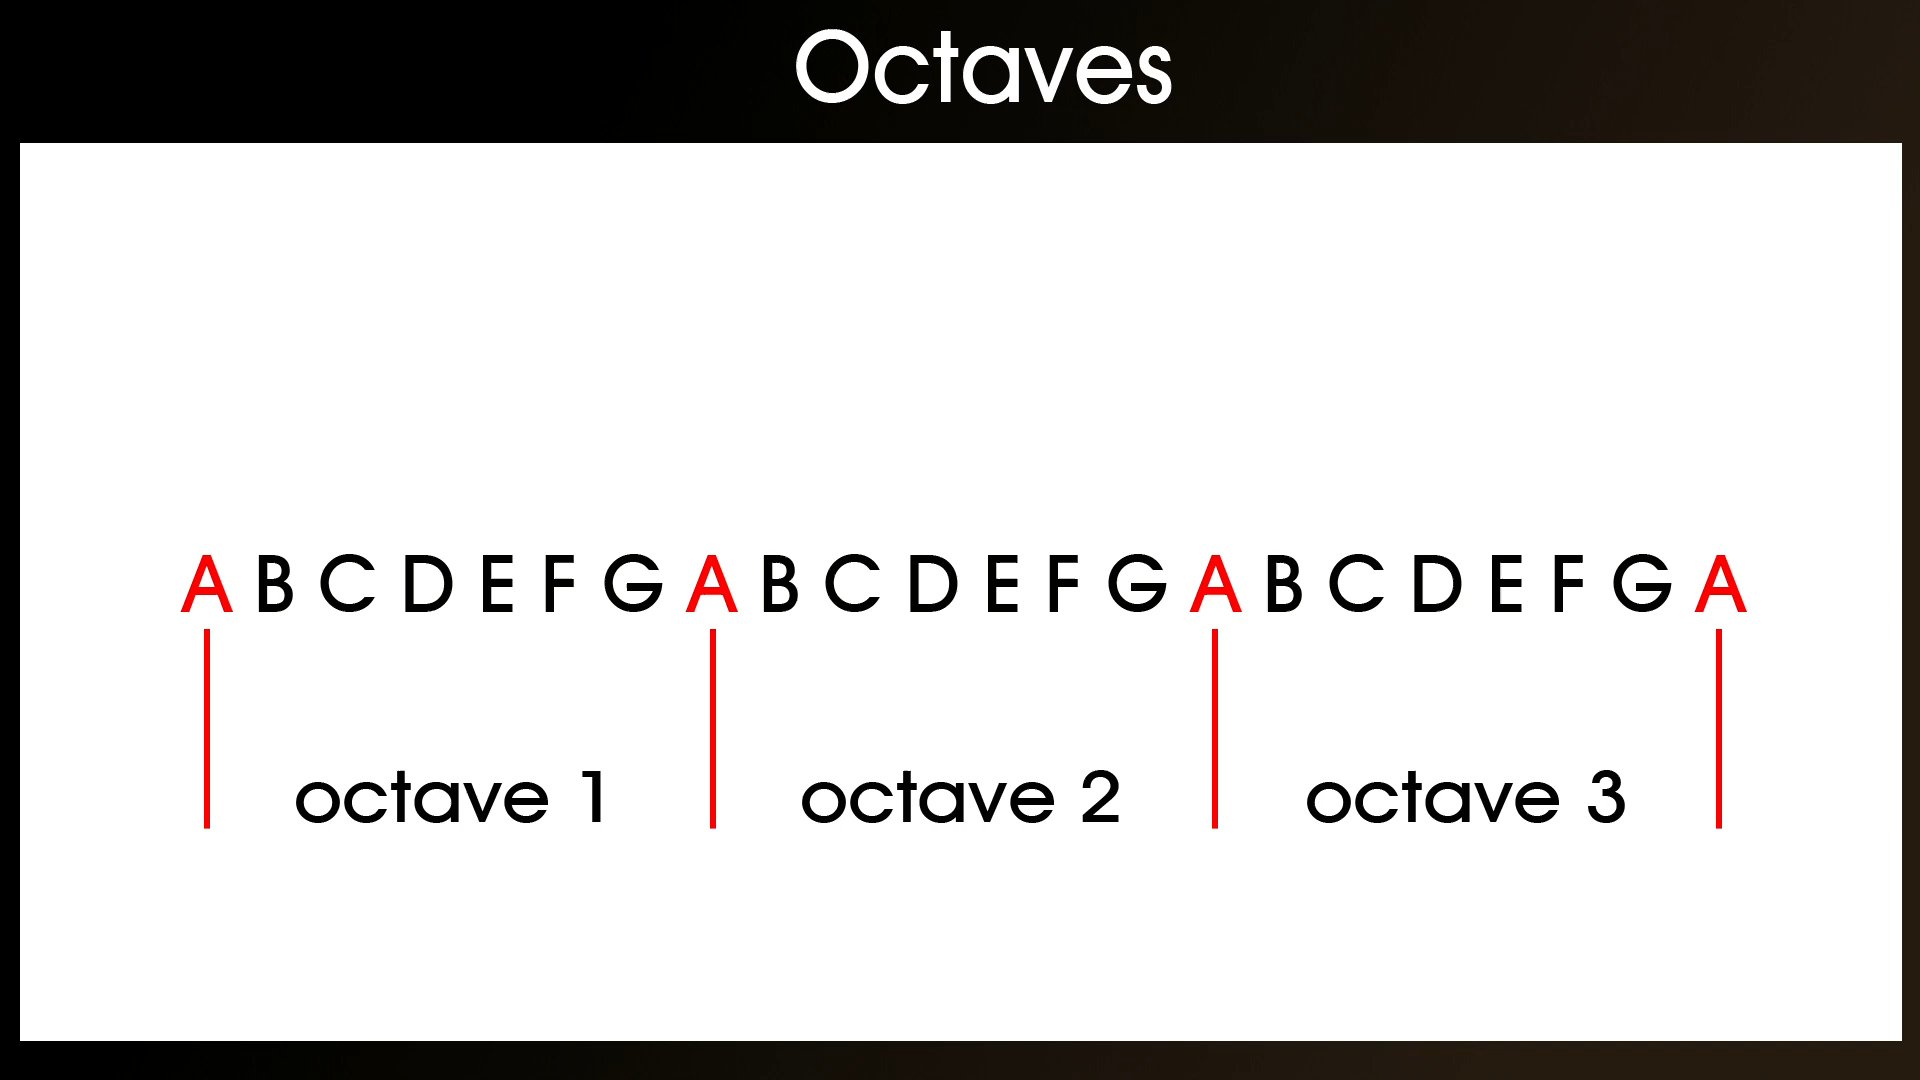 Octaves
A B C D E F G A B C D E F G A B C D E F G A
octave 1 octave 2 octave 3